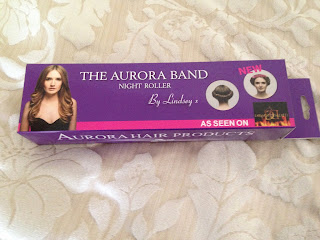 THE AURORA BAND
NIGHT ROLLER
By Lindsey x
NEW
AS SEEN ON
AURORA HAIR PRODUCTS